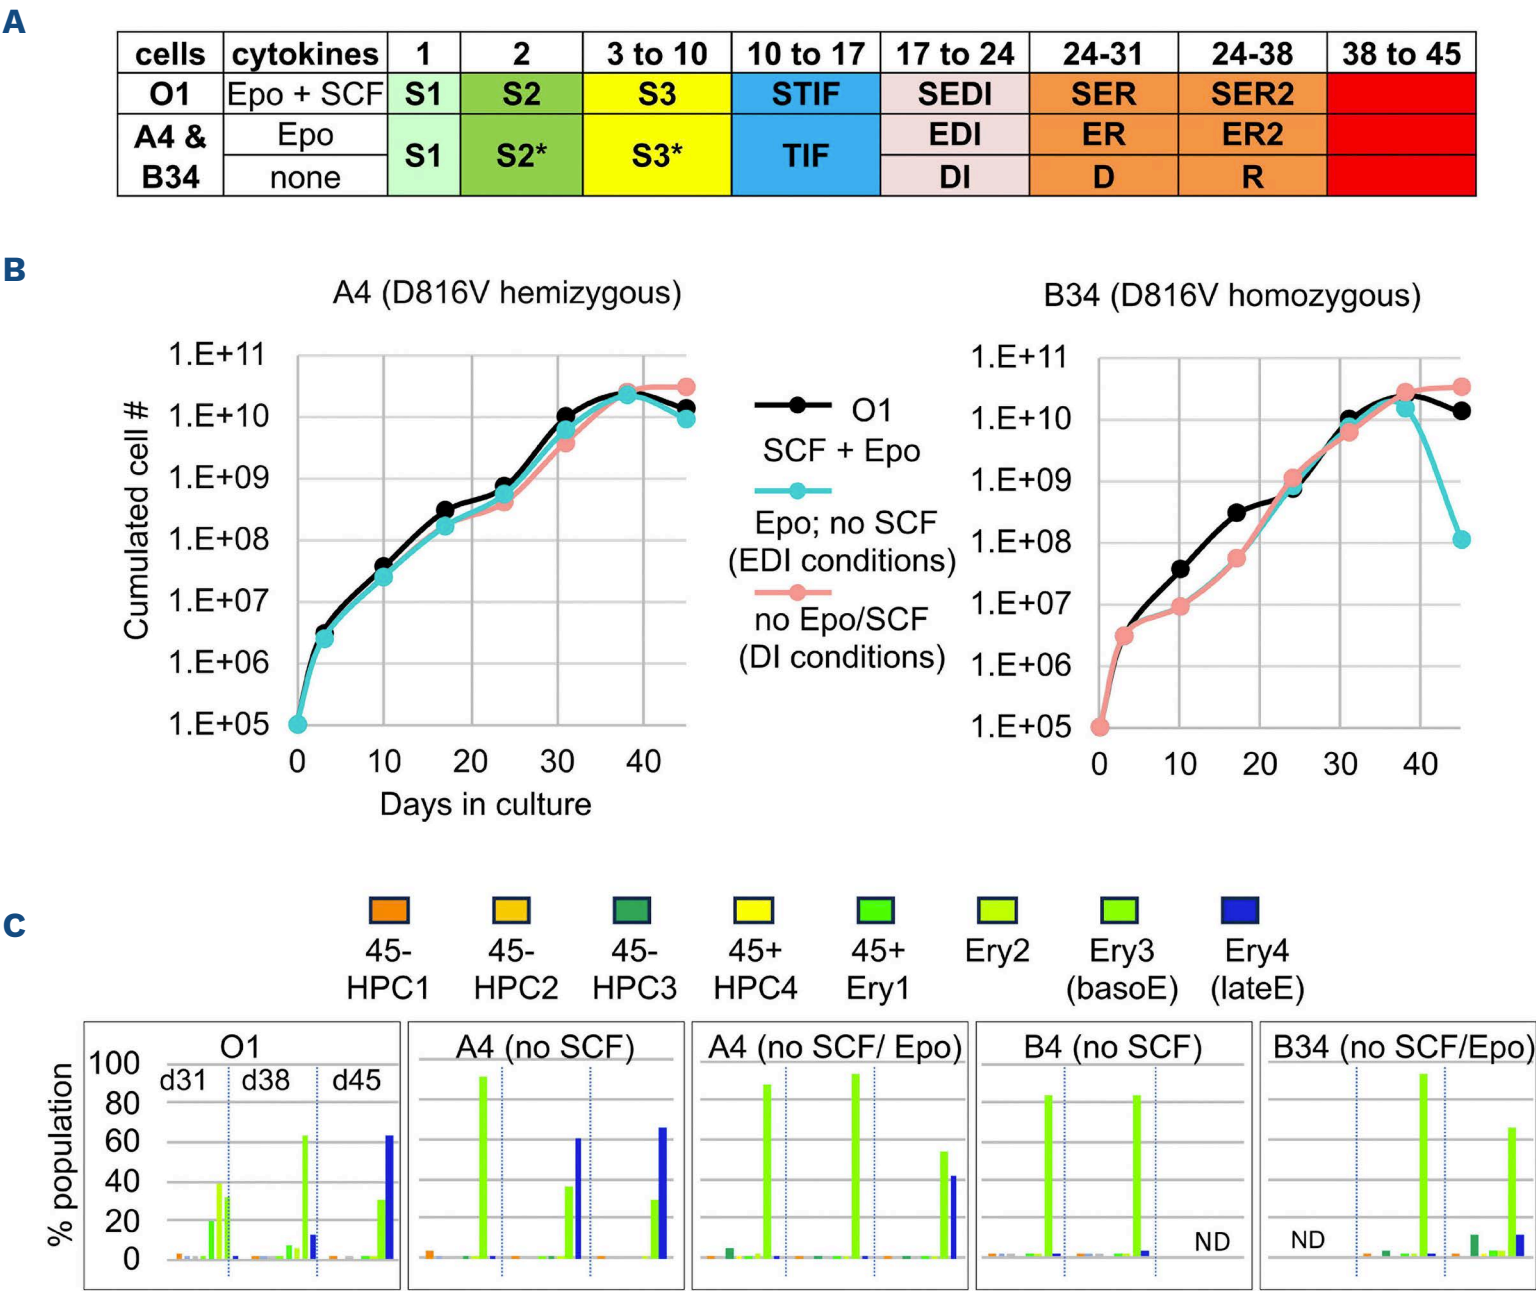 A
cells cytokines 1 2 3 to 10 10 to 17 17 to 24 24-31 24-38 38 to 45
O1 Epo + SCF S1 S2 S3 STIF SEDI SER SER2
A4 & B34 Epo S1 S2* S3* TIF EDI ER ER2
none DI D R
B
A4 (D816V hemizygous)
B34 (D816V homozygous)
Cumulated cell #
1.E+11
1.E+10
1.E+09
1.E+08
1.E+07
1.E+06
1.E+05
0 10 20 30 40
Days in culture
O1
SCF + Epo
Epo; no SCF
(EDI conditions)
no Epo/SCF
(DI conditions)
1.E+11
1.E+10
1.E+09
1.E+08
1.E+07
1.E+06
1.E+05
0 10 20 30 40
C
45- 45- 45- 45+ 45+ Ery2 Ery3 Ery4
HPC1 HPC2 HPC3 HPC4 Ery1 (basoE) (lateE)
O1 A4 (no SCF) A4 (no SCF/ Epo) B4 (no SCF) B34 (no SCF/Epo)
d31 d38 d45
% population
100
80
60
40
20
0
ND
ND